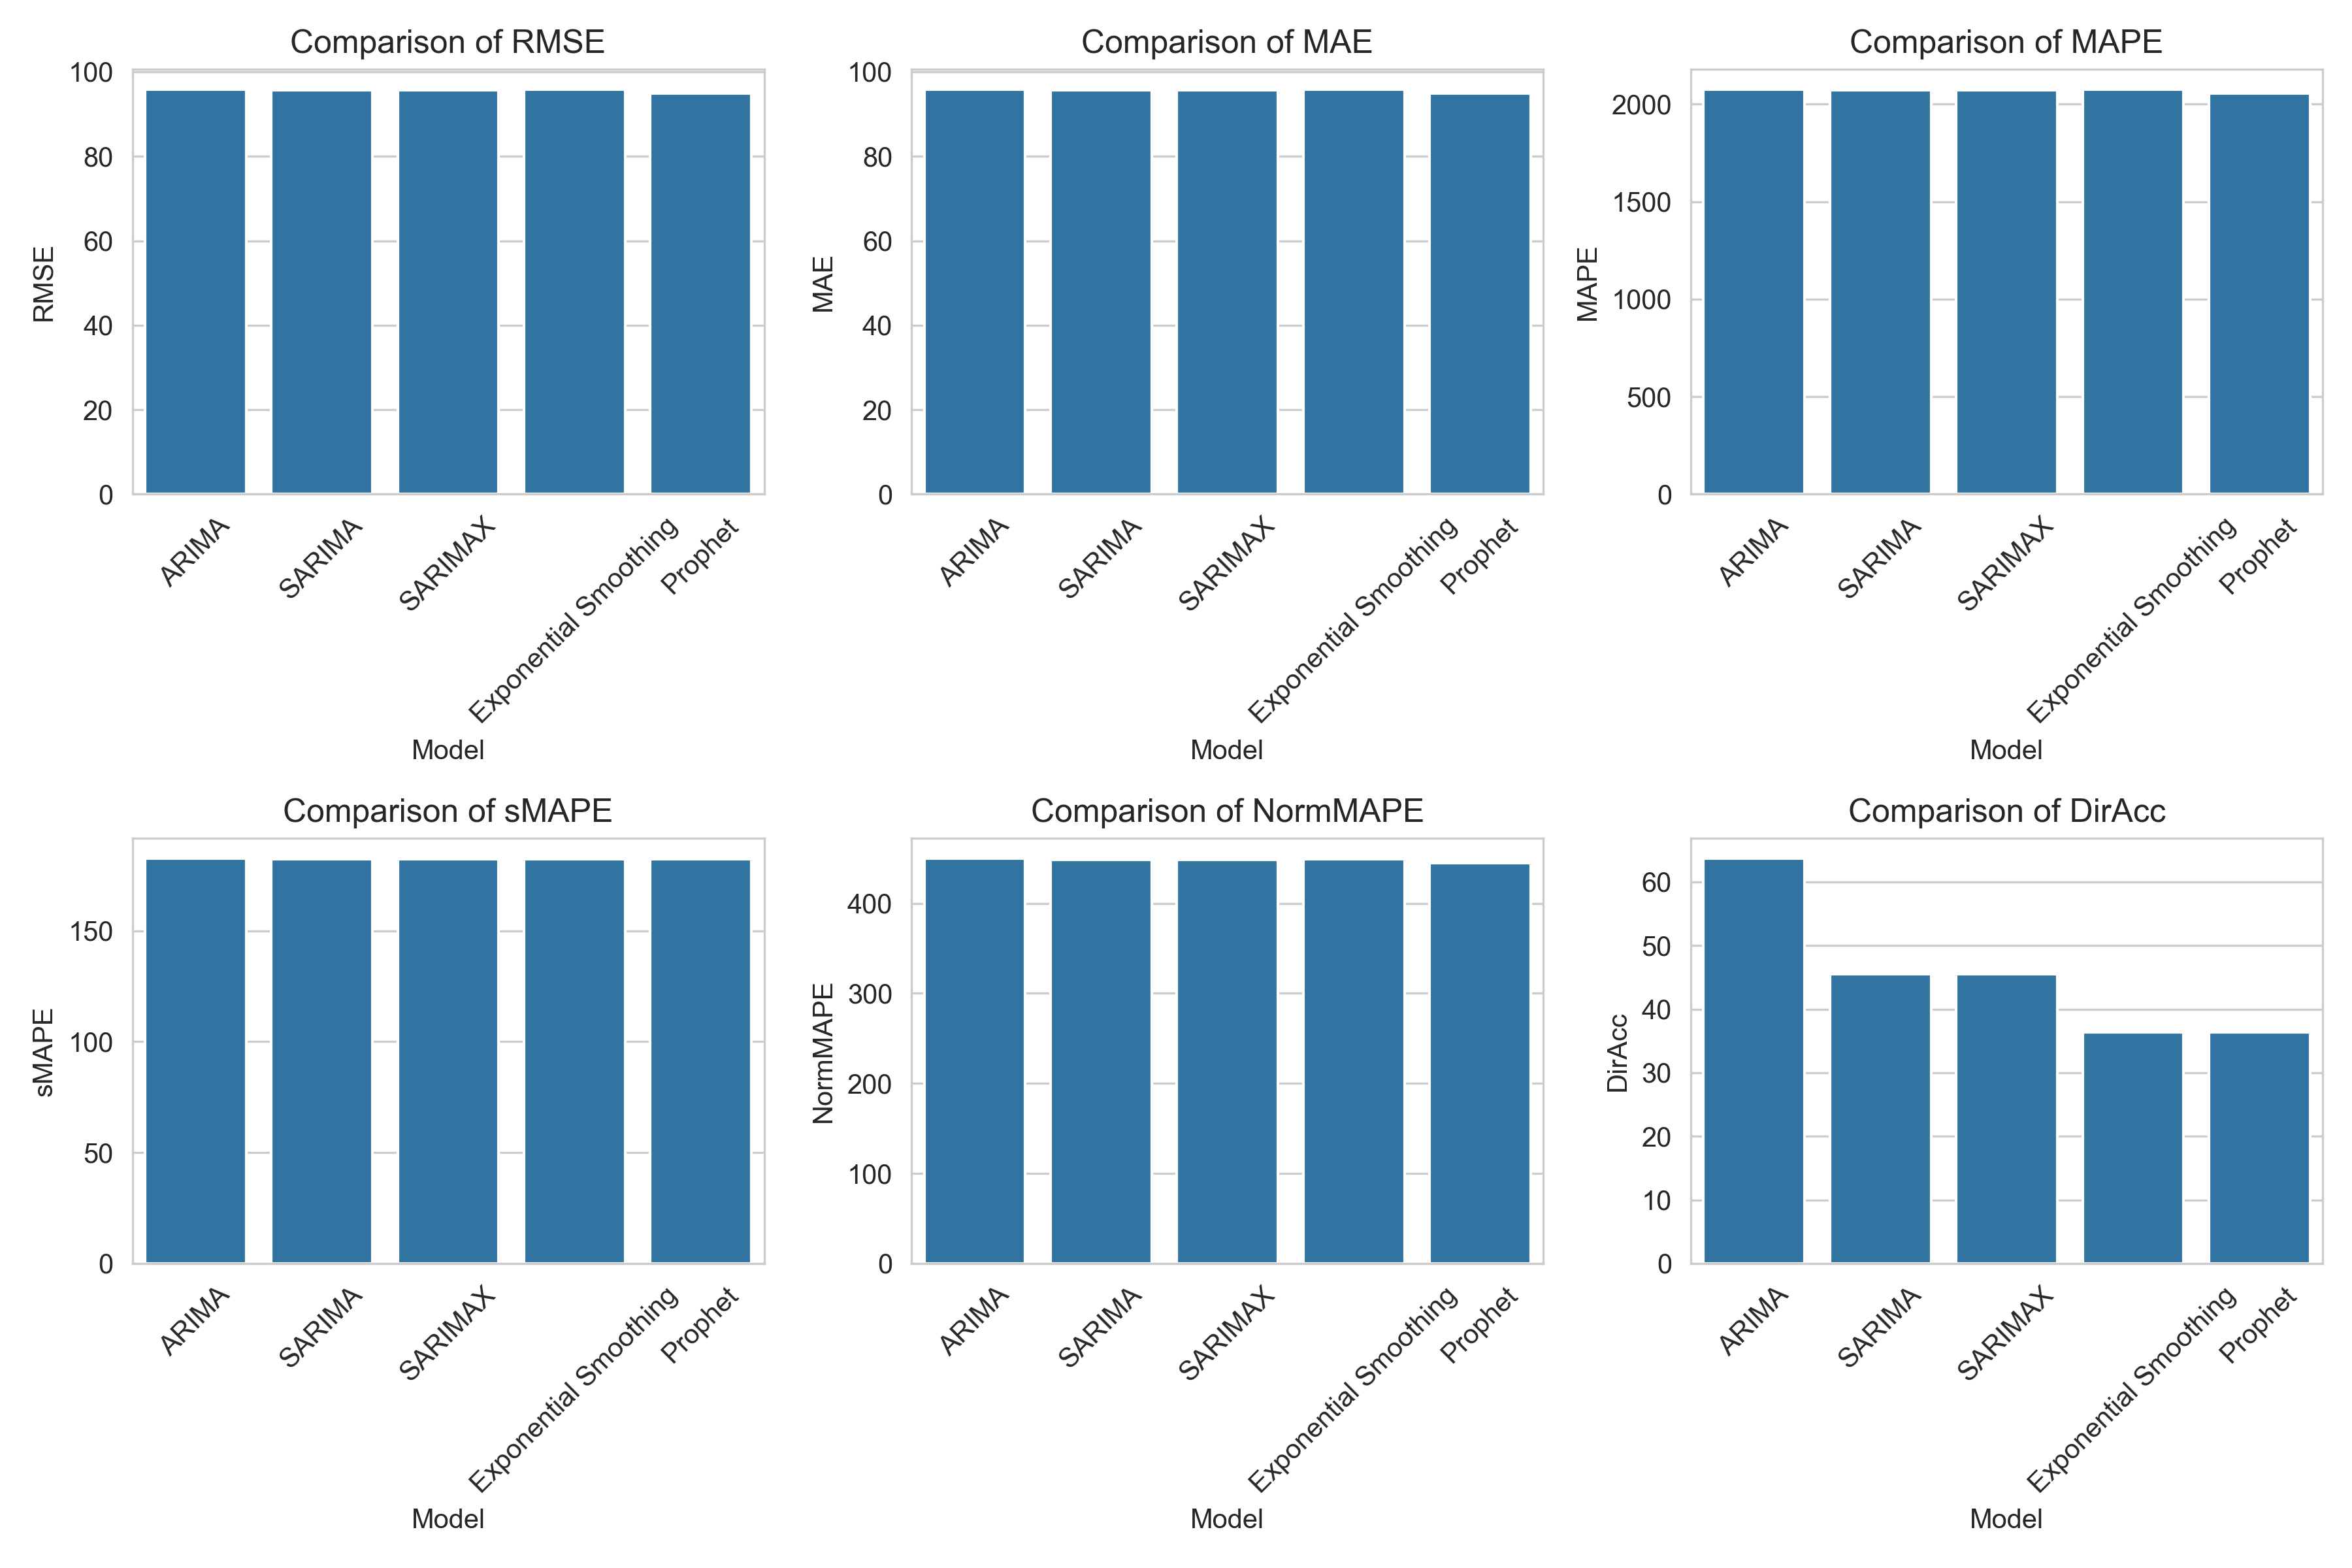 Comparison of RMSE
100
80
60
40
20
0
RMSE
ARIMA
SARIMA
SARIMAX
Exponential Smoothing
Prophet
Model
Comparison of MAE
100
80
60
40
20
0
MAE
ARIMA
SARIMA
SARIMAX
Exponential Smoothing
Prophet
Model
Comparison of MAPE
2000
1500
1000
500
0
MAPE
ARIMA
SARIMA
SARIMAX
Exponential Smoothing
Prophet
Model
Comparison of sMAPE
150
100
50
0
sMAPE
ARIMA
SARIMA
SARIMAX
Exponential Smoothing
Prophet
Model
Comparison of NormMAPE
400
300
200
100
0
NormMAPE
ARIMA
SARIMA
SARIMAX
Exponential Smoothing
Prophet
Model
Comparison of DirAcc
60
50
40
30
20
10
0
DirAcc
ARIMA
SARIMA
SARIMAX
Exponential Smoothing
Prophet
Model